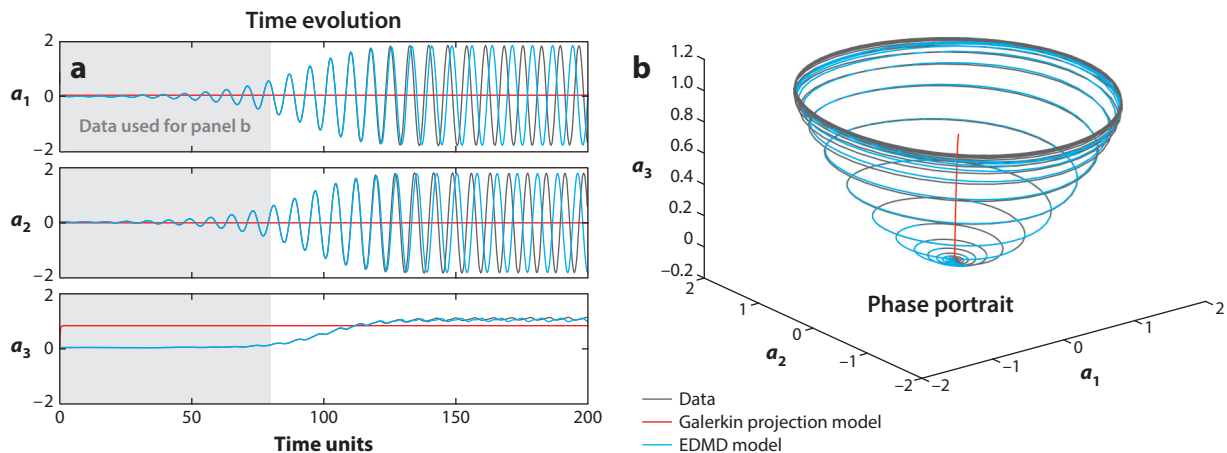 Time evolution
a
a1
2
0
−2
Data used for panel b
a2
2
0
−2
a3
2
0
−2
0
50
100
150
200
Time units
b
a3
1.2
1.0
0.8
0.6
0.4
0.2
0
−0.2
2
1
0
−1
−2
a2
−2
−1
0
1
2
a1
Phase portrait
Data
Galerkin projection model
EDMD model